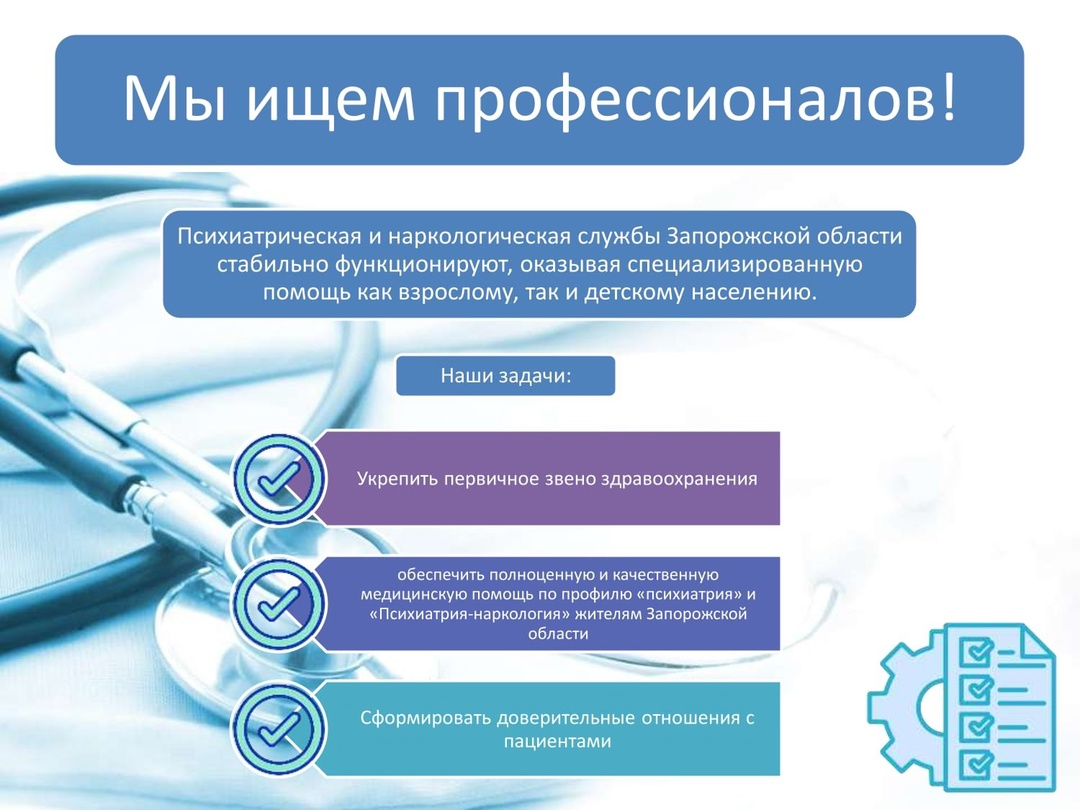 Мы ищем профессионалов!
Психиатрическая и наркологическая службы Запорожской области
стабильно функционируют, оказывая специализированную
помощь как взрослому, так и детскому населению.
Наши задачи:
Укрепить первичное звено здравоохранения
обеспечить полноценную и качественную
медицинскую помощь по профилю «психиатрия» и
«Психиатрия-наркология» жителям Запорожской
области
Сформировать доверительные отношения с
пациентами